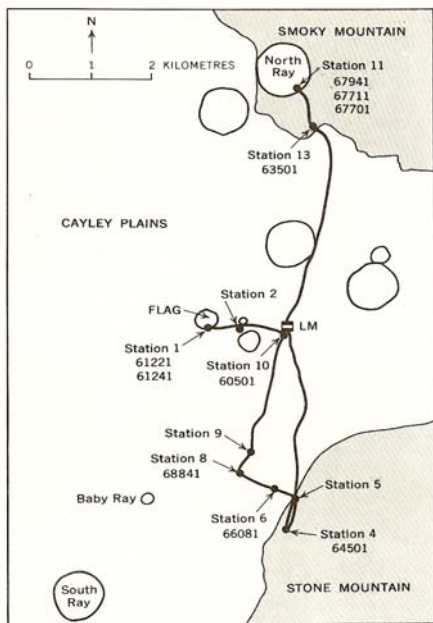 SMOKY MOUNTAIN
N
North
Ray
Station 11
67941
67711
67701
0 1 2 KILOMETRES
Station 13
63501
CAYLEY PLAINS
FLAG
Station 2
LM
Station 1
61221
61241
Station 10
60501
Station 9
Station 8
68841
Baby Ray
Station 5
Station 6
66081
Station 4
64501
South
Ray
STONE MOUNTAIN